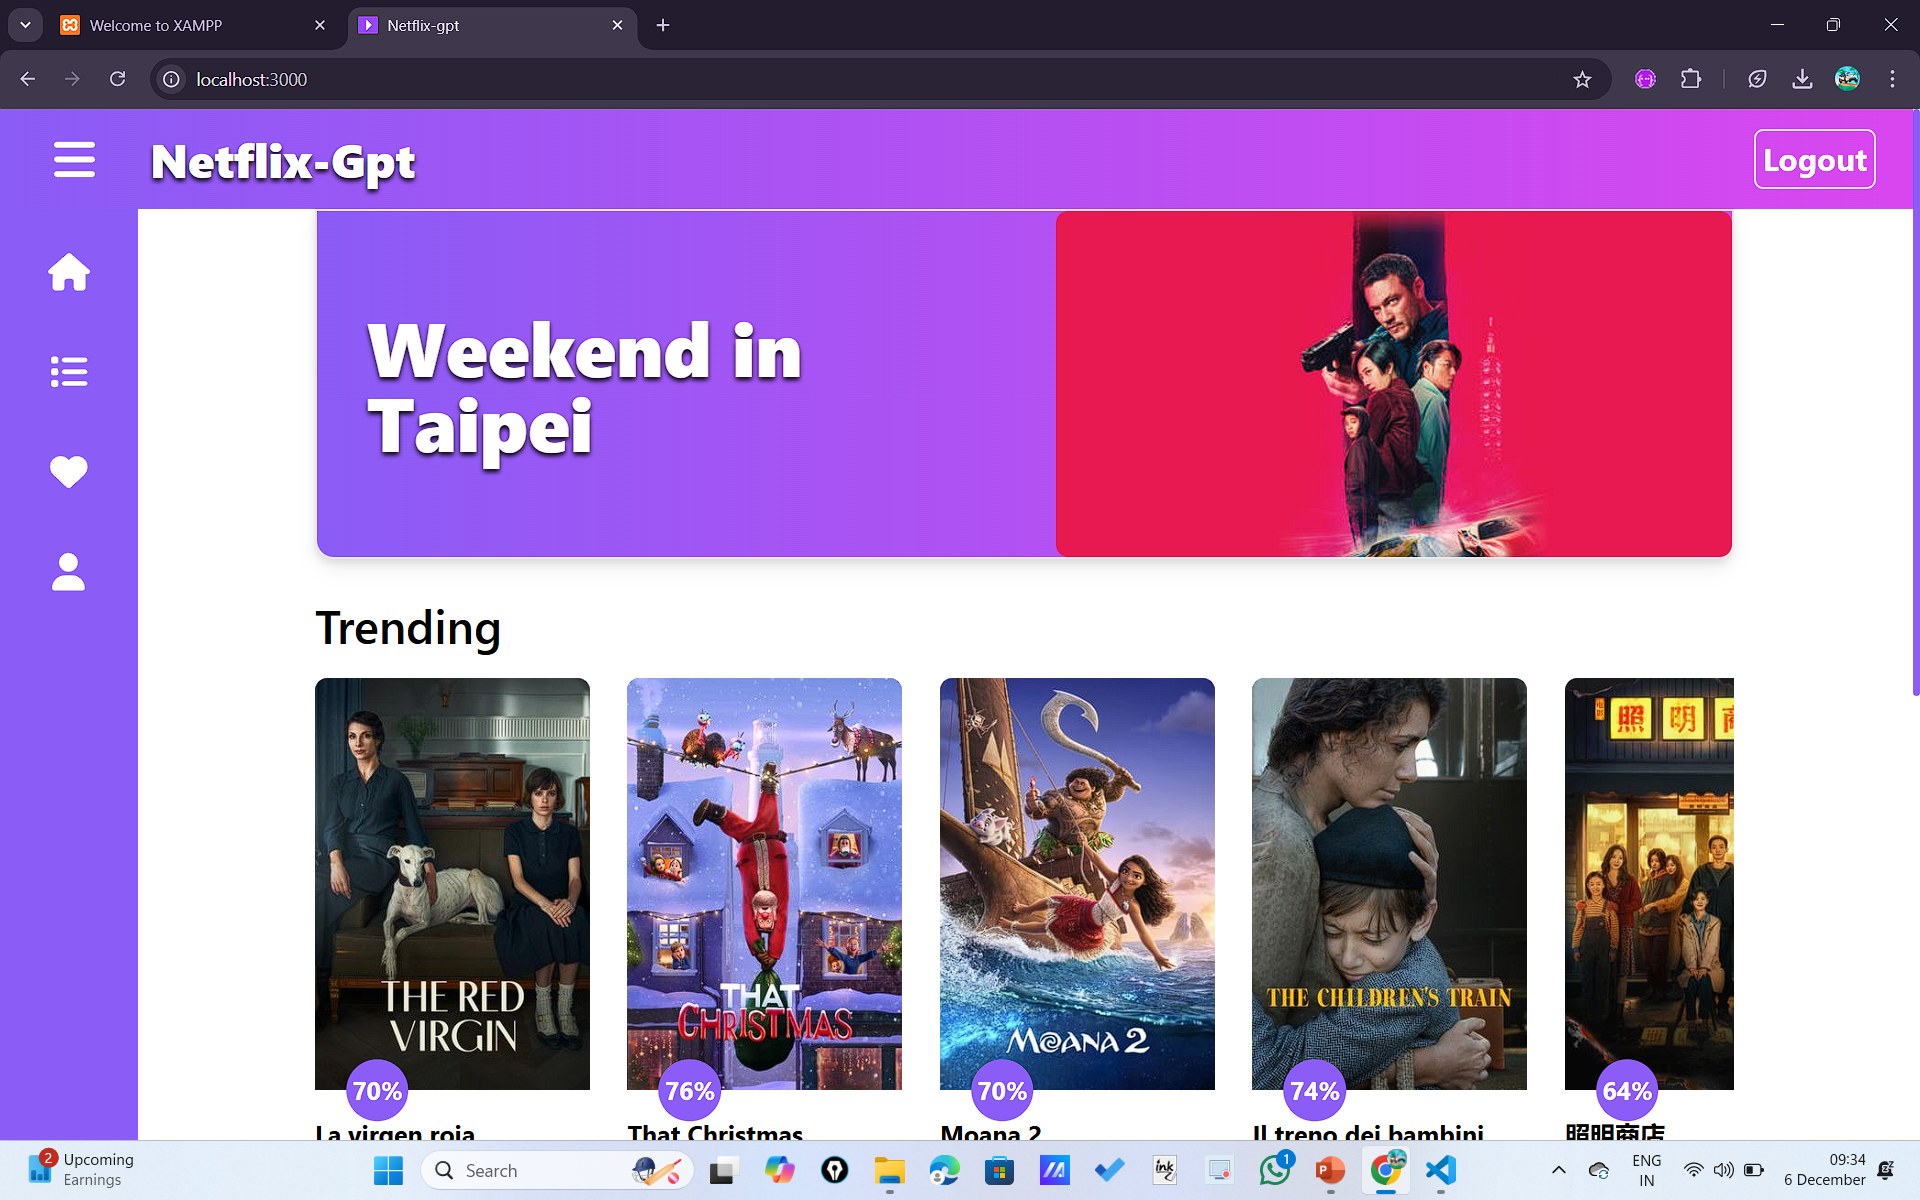 Welcome to XAMPP
Netflix-gpt
localhost:3000
Netflix-Gpt
Logout
Weekend in
Taipei
Trending
THE RED
VIRGIN
THAT
CHRISTMAS
MOANA 2
THE CHILDREN'S TRAIN
照 明 商
70%
76%
70%
74%
64%
La virgen roja
That Christmas
Moana 2
Il treno dei bambini
照明商店
2
Upcoming
Earnings
Search
ink
1
P
ENG
IN
09:34
6 December